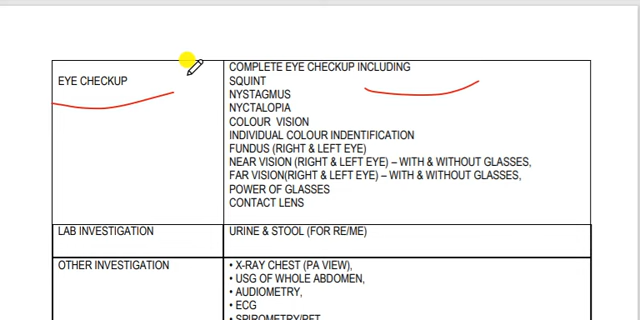 EYE CHECKUP
COMPLETE EYE CHECKUP INCLUDING
SQUINT
NYSTAGMUS
NYCTALOPIA
COLOUR VISION
INDIVIDUAL COLOUR INDENTIFICATION
FUNDUS (RIGHT & LEFT EYE)
NEAR VISION (RIGHT & LEFT EYE) – WITH & WITHOUT GLASSES,
FAR VISION(RIGHT & LEFT EYE) – WITH & WITHOUT GLASSES,
POWER OF GLASSES
CONTACT LENS
LAB INVESTIGATION
URINE & STOOL (FOR RE/ME)
OTHER INVESTIGATION
• X-RAY CHEST (PA VIEW),
• USG OF WHOLE ABDOMEN,
• AUDIOMETRY,
• ECG
• SPIROMETRY/PFT